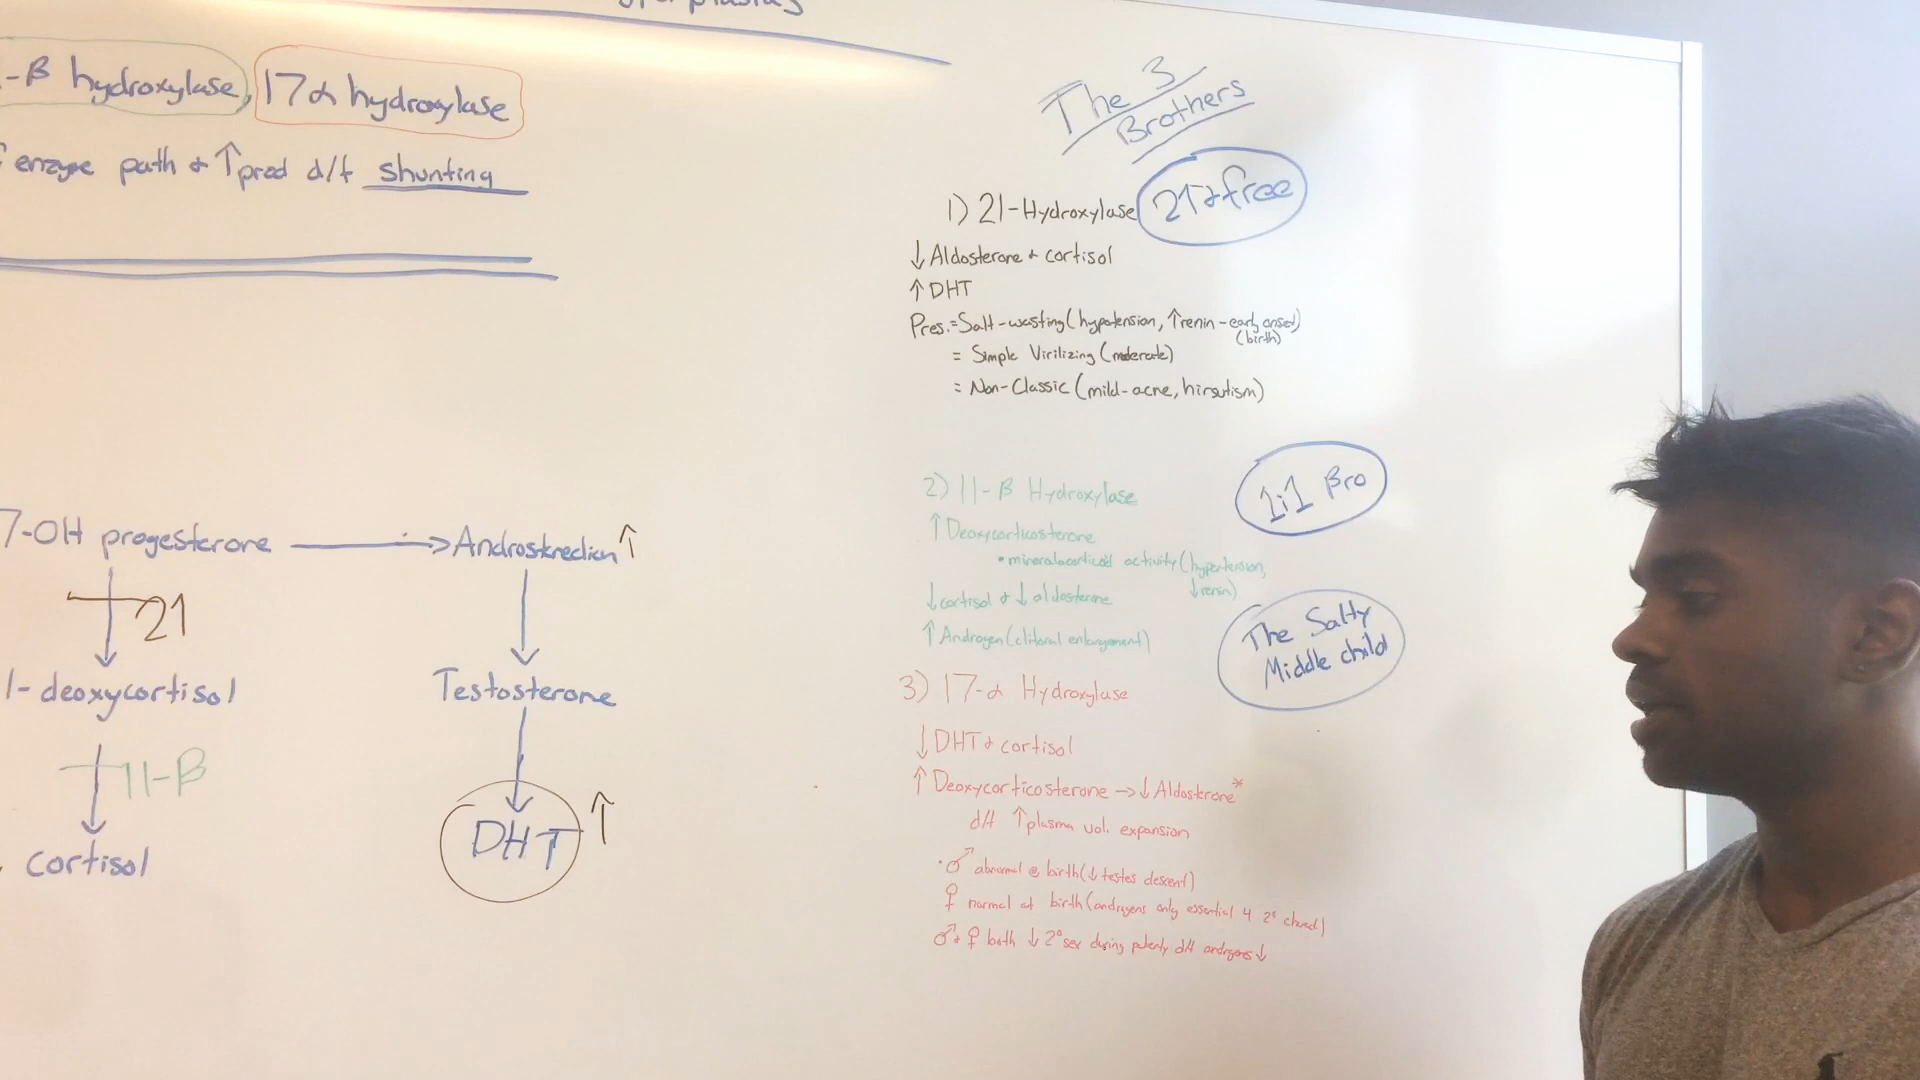 -β hydroxylase, 17α hydroxylase
enzyme path & ↑prod d/t shunting
7-OH progesterone → Androstenedion ↑
21
1-deoxycortisol
Testosterone
11-β
cortisol
DHT ↑
The 3
Brothers
1) 21-Hydroxylase 21 & free
↓ Aldosterone & cortisol
↑ DHT
Pres.= Salt-wasting (hypotension, ↑renin - early onset)
(birth)
= Simple Virilizing (moderate)
= Non-Classic (mild-acne, hirsutism)
2) 11-β Hydroxylase
1:1 Bro
↑ Deoxycorticosterone
• mineralocorticoid activity (hypertension,
↓renin)
↓cortisol & ↓aldosterone
↑ Androgen (clitoral enlargement)
The Salty
Middle child
3) 17-α Hydroxylase
↓ DHT & cortisol
↑ Deoxycorticosterone → ↓ Aldosterone*
d/t ↑plasma vol. expansion
• ♂ abnormal @ birth (↓ testes descent)
♀ normal at birth (androgens only essential 4 2°
♂ & ♀ both ↓ 2° sex during puberty d/t androgens ↓